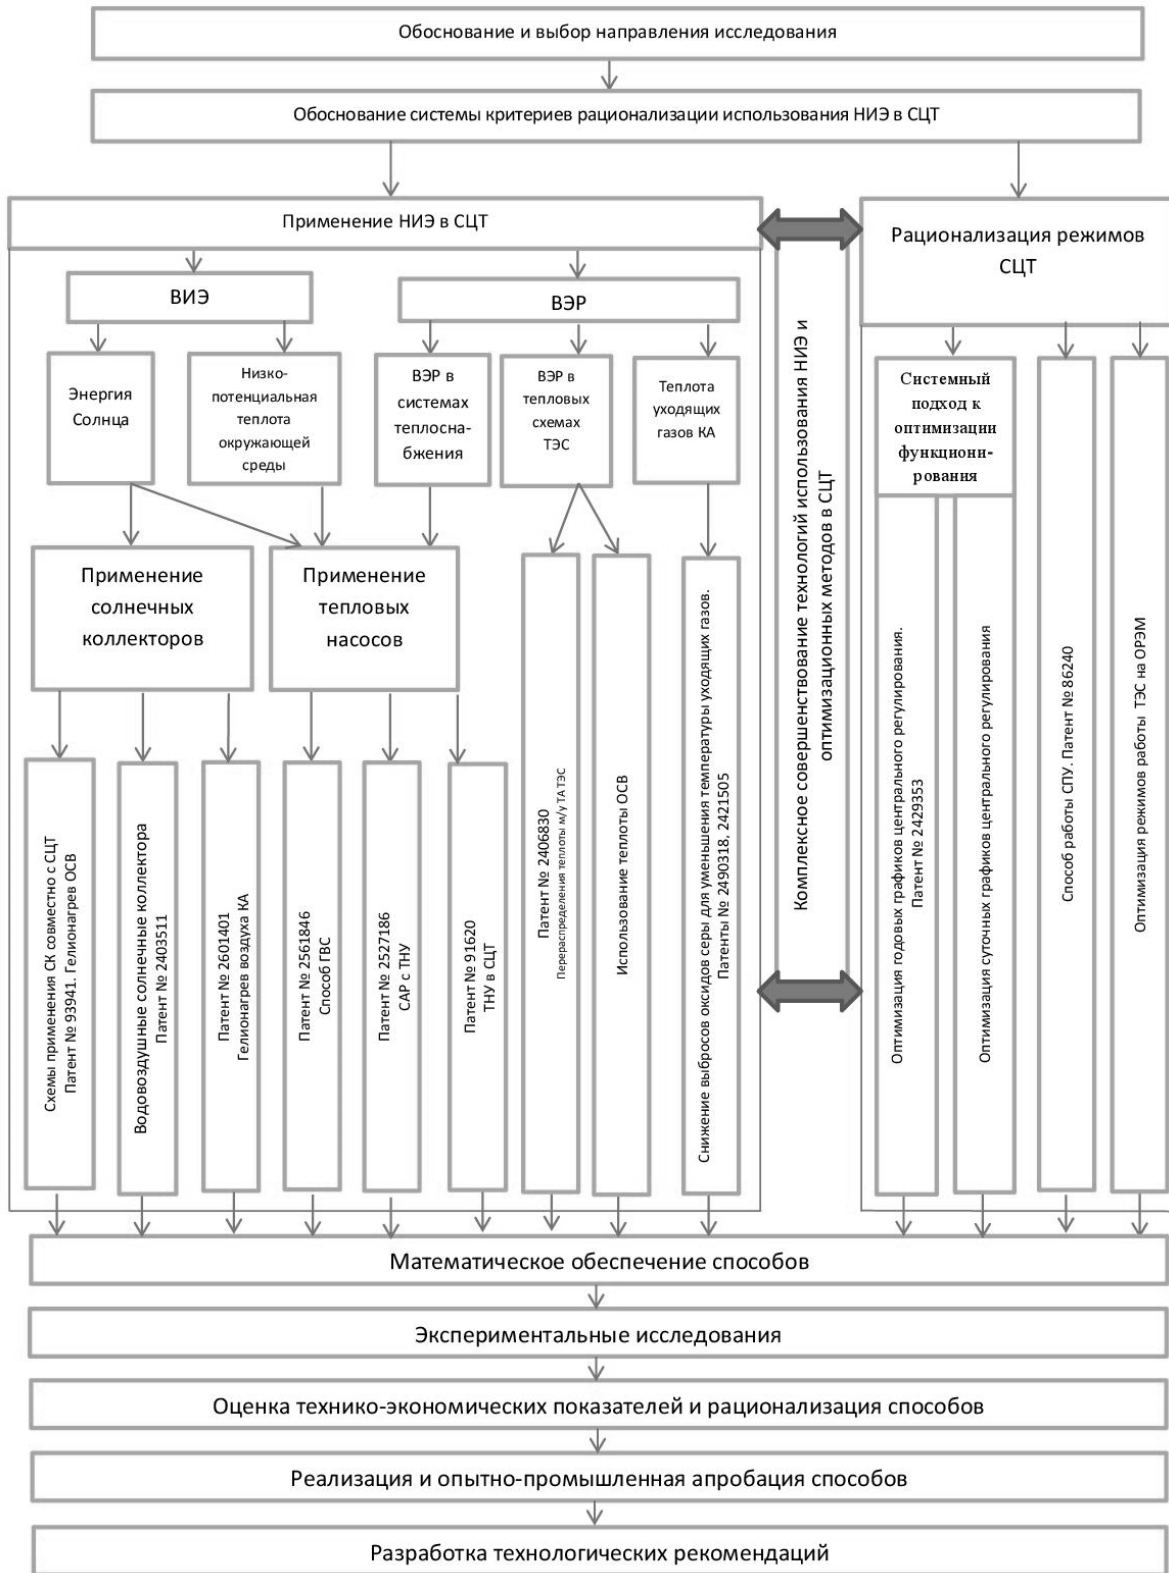 Обоснование и выбор направления исследования
Обоснование системы критериев рационализации использования НИЭ в СЦТ
Применение НИЭ в СЦТ
Рационализация режимов
СЦТ
ВИЭ
ВЭР
Энергия
Солнца
Низко-
потенциальная
теплота
окружающей
среды
ВЭР в
системах
теплосна-
бжения
ВЭР в
тепловых
схемах
ТЭС
Теплота
уходящих
газов КА
Системный
подход к
оптимизации
функциони-
рования
Применение
солнечных
коллекторов
Применение
тепловых
насосов
Схемы применения СК совместно с СЦТ
Патент № 93941. Гелионагрев ОСВ
Водовоздушные солнечные коллектора
Патент № 2403511
Патент № 2601401
Гелионагрев воздуха КА
Патент № 2561846
Способ ГВС
Патент № 2527186
САР с ТНУ
Патент № 91620
ТНУ в СЦТ
Патент № 2406830
Перераспределения теплоты м/у ТА ТЭС
Использование теплоты ОСВ
Снижение выбросов оксидов серы для уменьшения температуры уходящих газов.
Патенты № 2490318, 2421505
Комплексное совершенствование технологий использования НИЭ и
оптимизационных методов в СЦТ
Оптимизация годовых графиков центрального регулирования.
Патент № 2429353
Оптимизация суточных графиков центрального регулирования
Способ работы СПУ. Патент № 86240
Оптимизация режимов работы ТЭС на ОРЭМ
Математическое обеспечение способов
Экспериментальные исследования
Оценка технико-экономических показателей и рационализация способов
Реализация и опытно-промышленная апробация способов
Разработка технологических рекомендаций